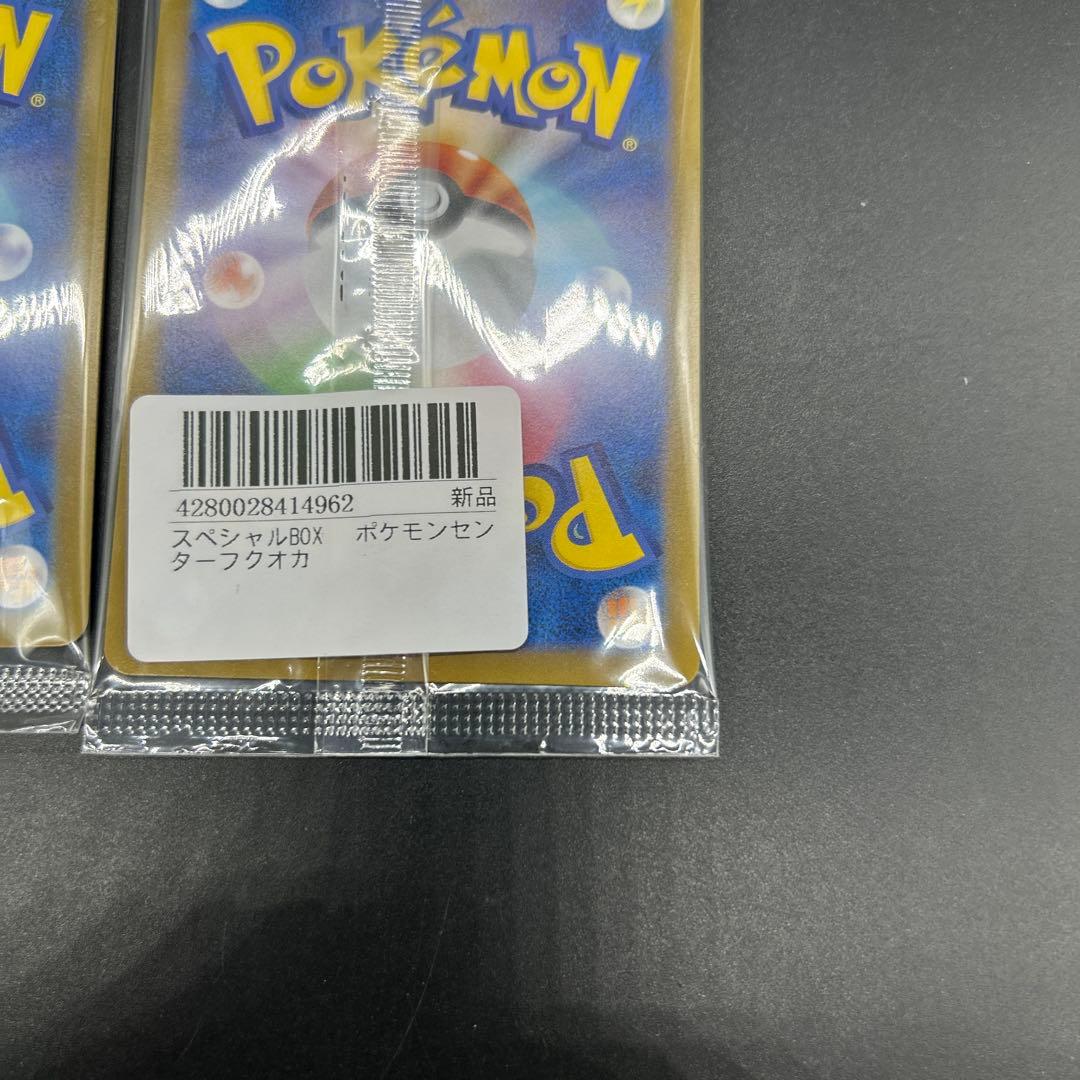 POKéMON
®
N
®
4280028414962 新品
スペシャルBOX ポケモンセン
ターフクオカ
Po